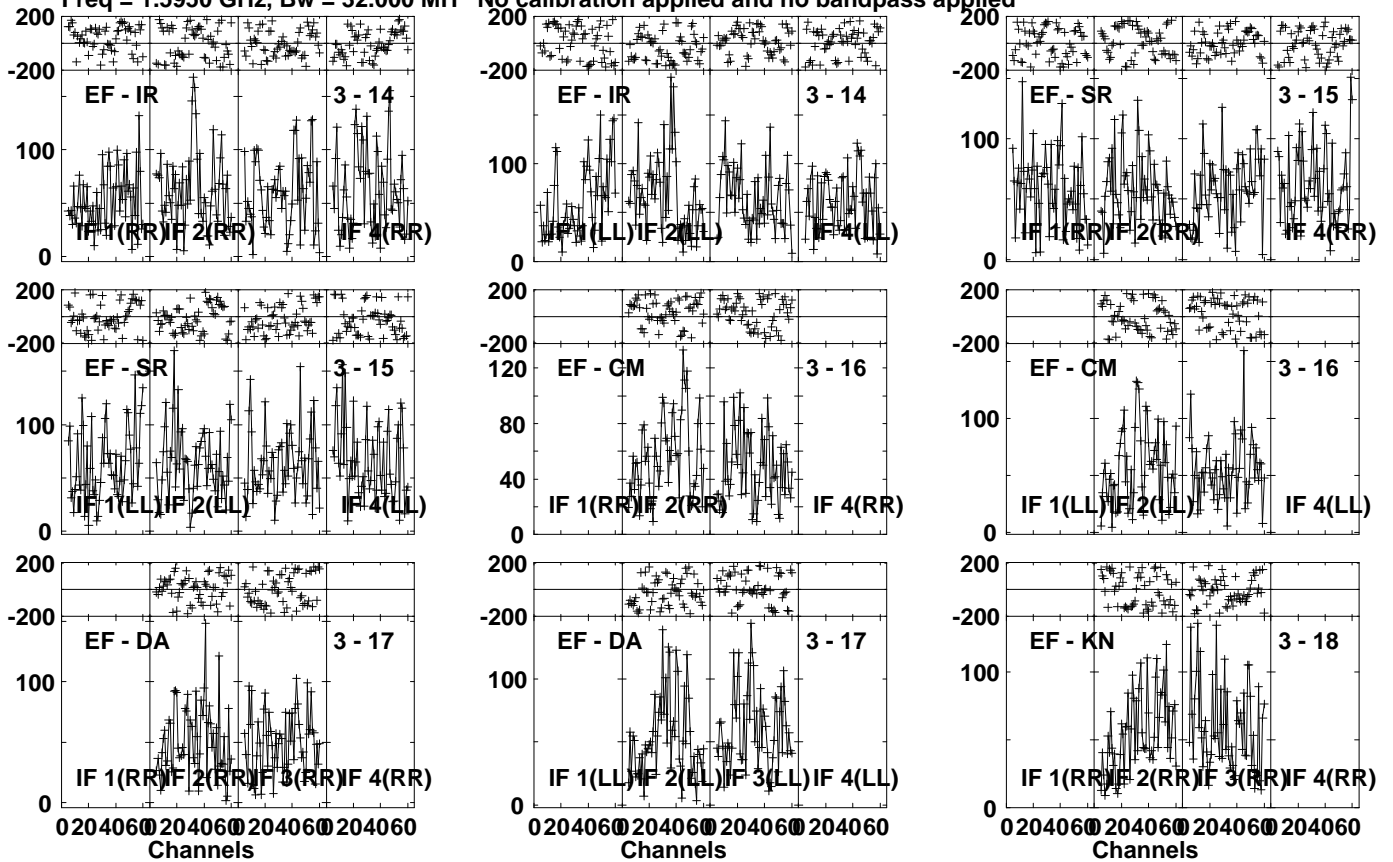 Freq = 1.5950 GHz, Bw = 32.000 MH No calibration applied and no bandpass applied
200
-200
EF - IR 3 - 14
100
IF 1(RR) IF 2(RR) IF 4(RR)
0
EF - IR 3 - 14
100
IF 1(LL) IF 2(LL) IF 4(LL)
0
200
-200
EF - SR 3 - 15
100
IF 1(RR) IF 2(RR) IF 4(RR)
0
200
-200
EF - SR 3 - 15
100
IF 1(LL) IF 2(LL) IF 4(LL)
0
200
-200
EF - CM 3 - 16
120
80
40
IF 1(RR) IF 2(RR) IF 4(RR)
0
200
-200
EF - CM 3 - 16
100
IF 1(LL) IF 2(LL) IF 4(LL)
0
200
-200
EF - DA 3 - 17
100
IF 1(RR) IF 2(RR) IF 3(RR) IF 4(RR)
0
0 20 40 60 0 20 40 60 0 20 40 60 0 20 40 60
Channels
200
-200
EF - DA 3 - 17
100
IF 1(LL) IF 2(LL) IF 3(LL) IF 4(LL)
0
0 20 40 60 0 20 40 60 0 20 40 60 0 20 40 60
Channels
200
-200
EF - KN 3 - 18
100
IF 1(RR) IF 2(RR) IF 3(RR) IF 4(RR)
0
0 20 40 60 0 20 40 60 0 20 40 60 0 20 40 60
Channels